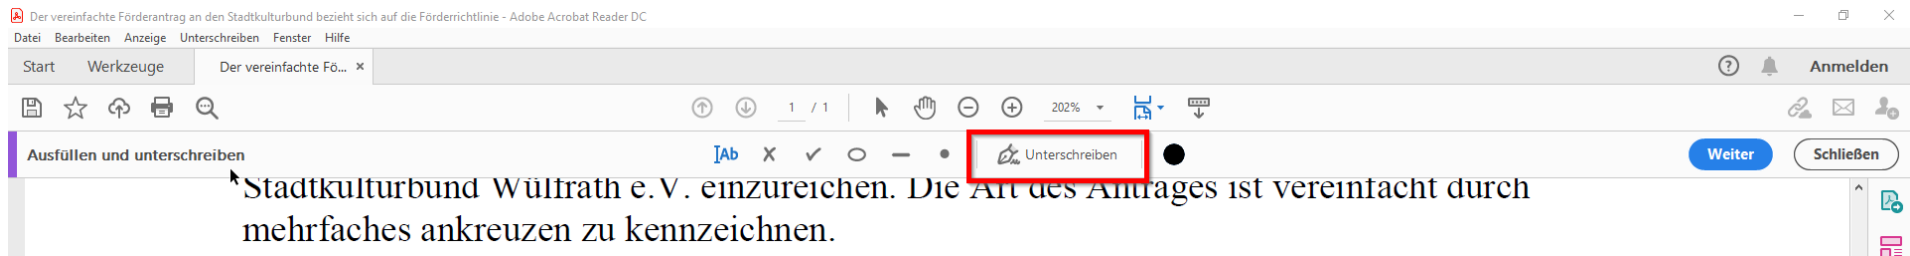 Der vereinfachte Förderantrag an den Stadtkulturbund bezieht sich auf die Förderrichtlinie - Adobe Acrobat Reader DC
Datei Bearbeiten Anzeige Unterschreiben Fenster Hilfe
Start Werkzeuge Der vereinfachte Fö... × Anmelden
1 / 1 202%
Ausfüllen und unterschreiben IAb Unterschreiben Weiter Schließen
Stadtkulturbund Wülfrath e.V. einzureichen. Die Art des Antrages ist vereinfacht durch
mehrfaches ankreuzen zu kennzeichnen.